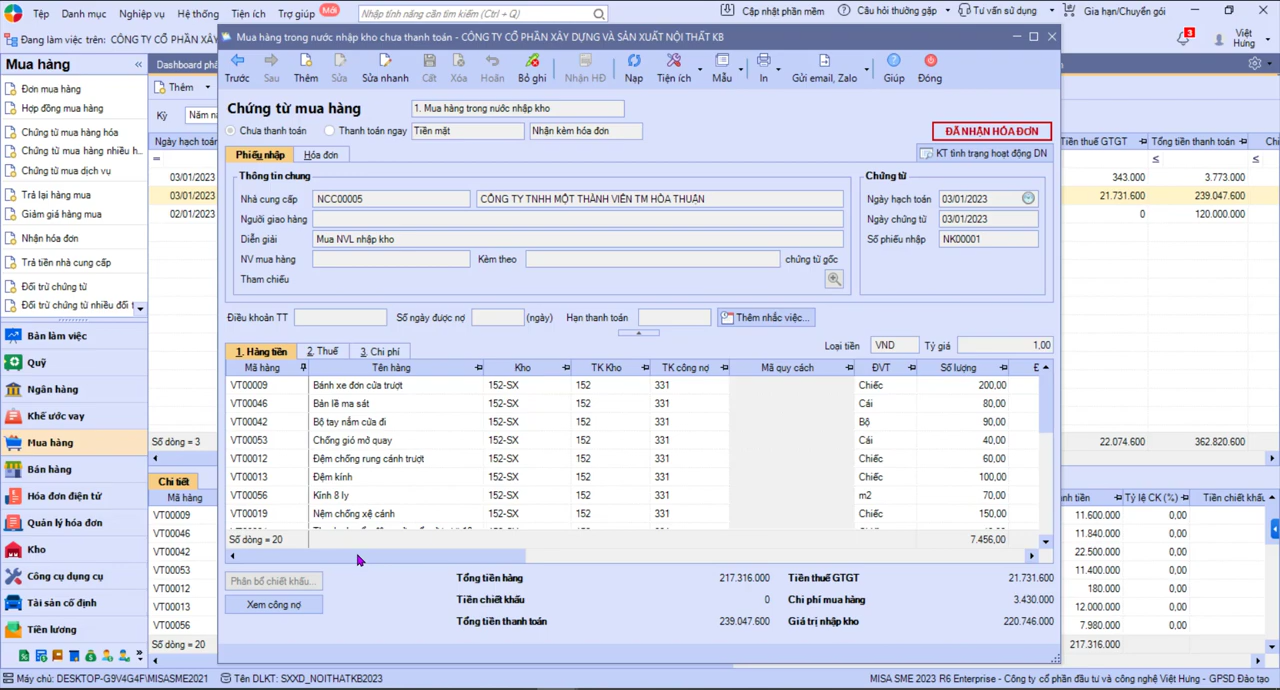 Tệp Danh mục Nghiệp vụ Hệ thống Tiện ích Trợ giúp Mới Nhập tính năng cần tìm kiếm (Ctrl + Q) Cập nhật phần mềm Câu hỏi thường gặp Tư vấn sử dụng Gia hạn/Chuyển gói
Đang làm việc trên: CÔNG TY CỔ PHẦN XÂY
Mua hàng trong nước nhập kho chưa thanh toán - CÔNG TY CỔ PHẦN XÂY DỰNG VÀ SẢN XUẤT NỘI THẤT KB
3 Việt Hưng
Mua hàng «
Dashboard
Trước Sau Thêm Sửa Sửa nhanh Cất Xóa Hoãn Bỏ ghi Nhận HĐ Nạp Tiện ích Mẫu In Gửi email, Zalo Giúp Đóng
Đơn mua hàng
Hợp đồng mua hàng
Chứng từ mua hàng hóa
Chứng từ mua hàng nhiều h
Chứng từ mua dịch vụ
Trả lại hàng mua
Giảm giá hàng mua
Nhận hóa đơn
Trả tiền nhà cung cấp
Đối trừ chứng từ
Đối trừ chứng từ nhiều đối t
Bàn làm việc
Quỹ
Ngân hàng
Khế ước vay
Mua hàng
Bán hàng
Hóa đơn điện tử
Quản lý hóa đơn
Kho
Công cụ dụng cụ
Tài sản cố định
Tiền lương
Thêm
Kỳ Năm
Ngày hạch toán
=
03/01/2023
03/01/2023
02/01/2023
Số dòng = 3
Chi tiết
Mã hàng
VT00009
VT00046
VT00042
VT00053
VT00012
VT00013
VT00056
Số dòng = 20
Chứng từ mua hàng 1. Mua hàng trong nước nhập kho
Chưa thanh toán Thanh toán ngay Tiền mặt Nhận kèm hóa đơn ĐÃ NHẬN HÓA ĐƠN
Phiếu nhập Hóa đơn KT tình trạng hoạt động DN
Thông tin chung Chứng từ
Nhà cung cấp NCC00005 CÔNG TY TNHH MỘT THÀNH VIÊN TM HÒA THUẬN Ngày hạch toán 03/01/2023
Người giao hàng Ngày chứng từ 03/01/2023
Diễn giải Mua NVL nhập kho Số phiếu nhập NK00001
NV mua hàng Kèm theo chứng từ gốc
Tham chiếu
Điều khoản TT Số ngày được nợ (ngày) Hạn thanh toán Thêm nhắc việc...
Loại tiền VND Tỷ giá 1,00
1. Hàng tiền 2. Thuế 3. Chi phí
Mã hàng Tên hàng Kho TK Kho TK công nợ Mã quy cách ĐVT Số lượng
VT00009 Bánh xe đơn cửa trượt 152-SX 152 331 Chiếc 200,00
VT00046 Bản lề ma sát 152-SX 152 331 Cái 80,00
VT00042 Bộ tay nắm cửa đi 152-SX 152 331 Bộ 90,00
VT00053 Chống gió mở quay 152-SX 152 331 Cái 40,00
VT00012 Đệm chống rung cánh trượt 152-SX 152 331 Chiếc 60,00
VT00013 Đệm kính 152-SX 152 331 Chiếc 100,00
VT00056 Kính 8 ly 152-SX 152 331 m2 70,00
VT00019 Nệm chống xệ cánh 152-SX 152 331 Chiếc 150,00
Số dòng = 20 7.456,00
Phân bổ chiết khấu... Tổng tiền hàng 217.316.000 Tiền thuế GTGT 21.731.600
Tiền chiết khấu 0 Chi phí mua hàng 3.430.000
Xem công nợ
Tổng tiền thanh toán 239.047.600 Giá trị nhập kho 220.746.000
Tiền thuế GTGT Tổng tiền thanh toán
≤ ≤
343.000 3.773.000
21.731.600 239.047.600
0 120.000.000
22.074.600 362.820.600
nh tiền Tỷ lệ CK (%) Tiền chiết khấu
11.600.000 0,00
11.840.000 0,00
22.500.000 0,00
11.400.000 0,00
180.000 0,00
12.000.000 0,00
7.980.000 0,00
217.316.000
Máy chủ: DESKTOP-G9V4G4F\MISASME2021 Tên DLKT: SXXD_NOITHATKB2023 MISA SME 2023 R6 Enterprise - Công ty cổ phần đầu tư và công nghệ Việt Hưng - GPSD Đào tạo